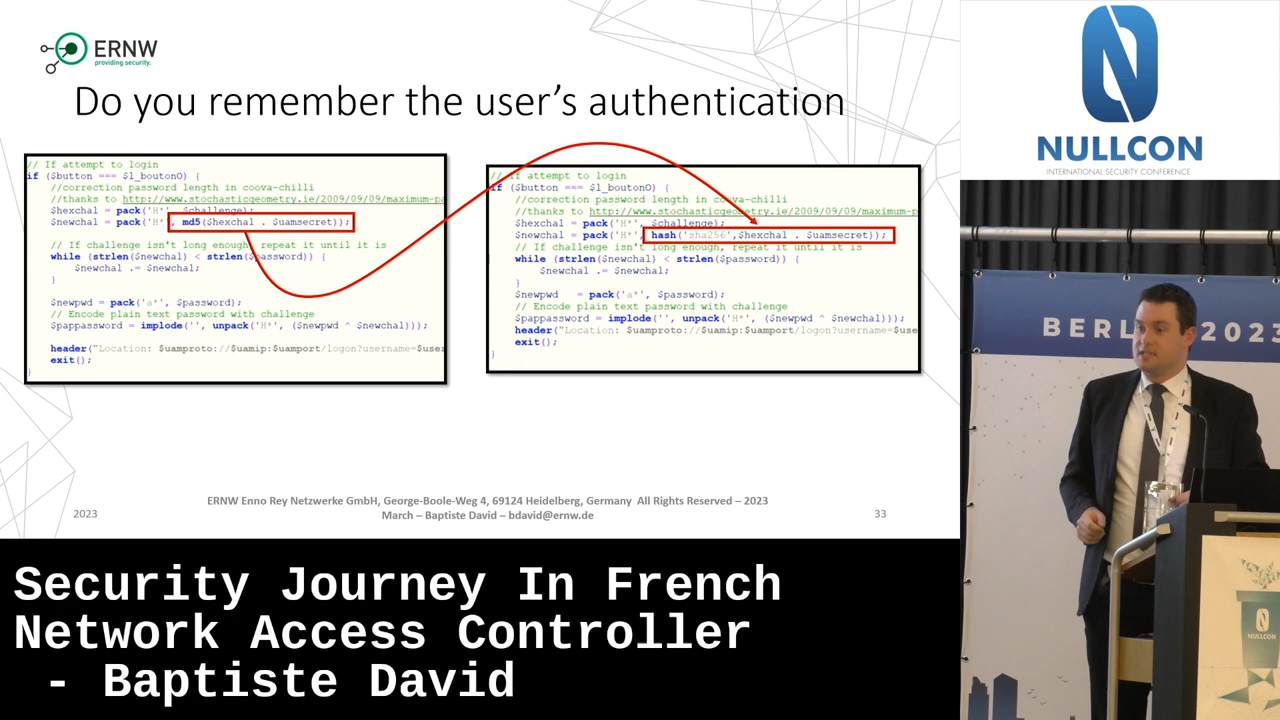 ERNW
providing security.
Do you remember the user's authentication
// If attempt to login
if ($button === $l_boutonO) {
//correction password length in coova-chilli
//thanks to http://www.stochasticgeometry.ie/2009/09/09/maximum-p
$hexchal = pack('H*', $challenge);
$newchal = pack('H*', md5($hexchal . $uamsecret));
// If challenge isn't long enough, repeat it until it is
while (strlen($newchal) < strlen($password)) {
$newchal .= $newchal;
}
$newpwd = pack('a*', $password);
// Encode plain text password with challenge
$pappassword = implode('', unpack('H*', ($newpwd ^ $newchal)));
header("Location: $uamproto://$uamip:$uamport/logon?username=$user
exit();
}
// If attempt to login
if ($button === $l_boutonO) {
//correction password length in coova-chilli
//thanks to http://www.stochasticgeometry.ie/2009/09/09/maximum-p
$hexchal = pack('H*', $challenge);
$newchal = pack('H*', hash('sha256',$hexchal . $uamsecret));
// If challenge isn't long enough, repeat it until it is
while (strlen($newchal) < strlen($password)) {
$newchal .= $newchal;
}
$newpwd = pack('a*', $password);
// Encode plain text password with challenge
$pappassword = implode('', unpack('H*', ($newpwd ^ $newchal)));
header("Location: $uamproto://$uamip:$uamport/logon?username=$use
exit();
}
ERNW Enno Rey Netzwerke GmbH, George-Boole-Weg 4, 69124 Heidelberg, Germany All Rights Reserved – 2023
2023
March – Baptiste David – bdavid@ernw.de
33
NULLCON
INTERNATIONAL SECURITY CONFERENCE
BERL 2023
NULLCON
Security Journey In French
Network Access Controller
- Baptiste David